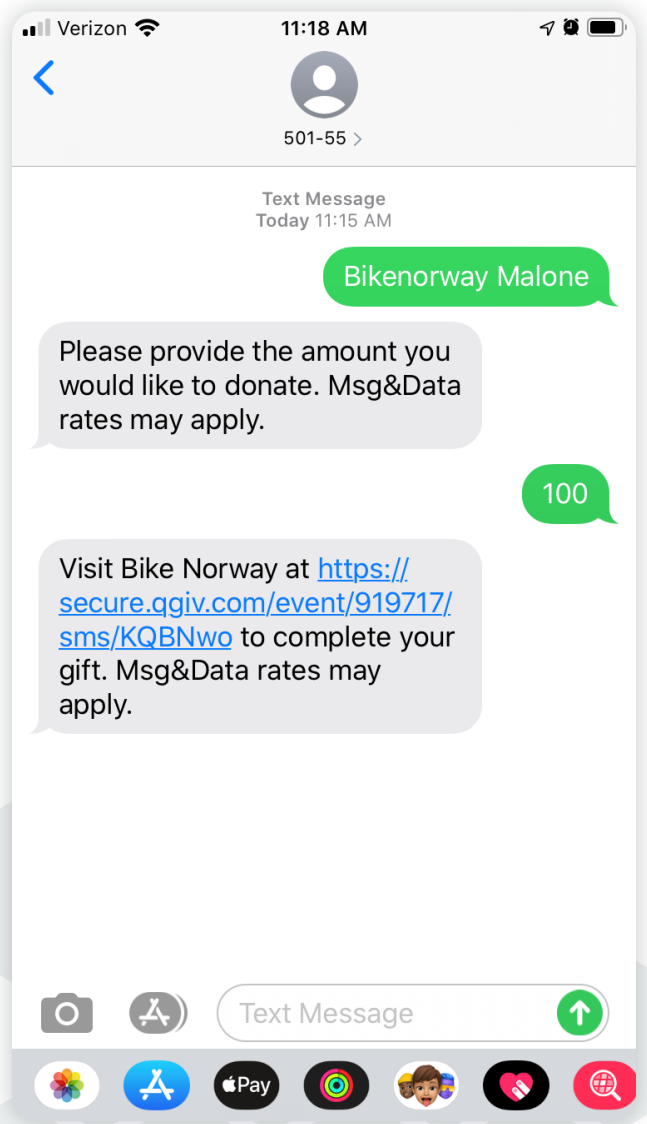 Verizon
11:18 AM
501-55
Text Message
Today 11:15 AM
Bikenorway Malone
Please provide the amount you
would like to donate. Msg&Data
rates may apply.
100
Visit Bike Norway at https://
secure.qgiv.com/event/919717/
sms/KQBNwo to complete your
gift. Msg&Data rates may
apply.
Text Message
Pay